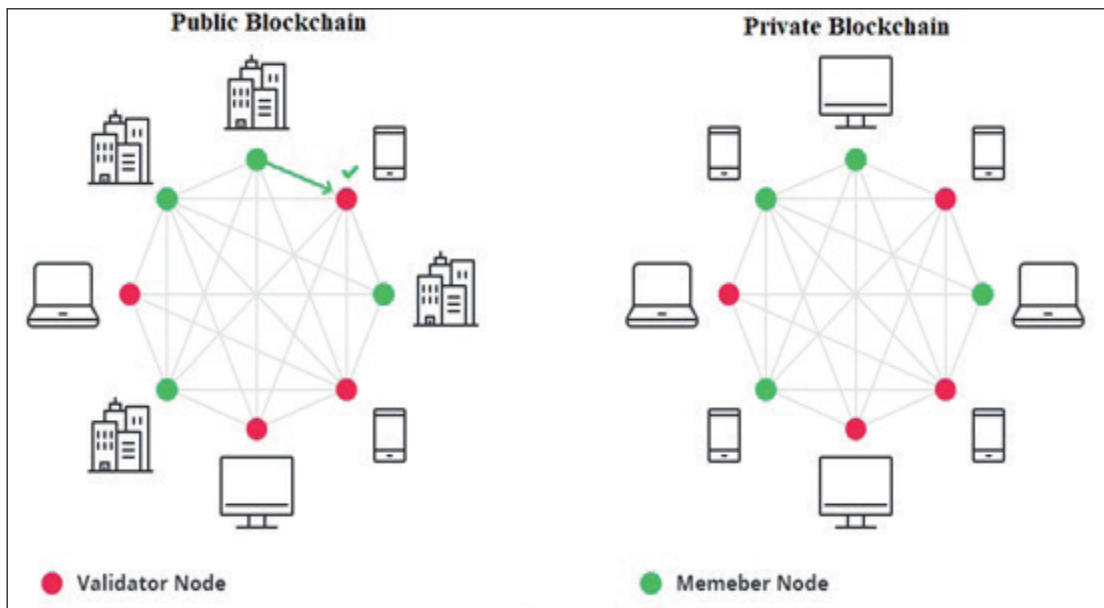 Public Blockchain
Private Blockchain
Validator Node
Memeber Node